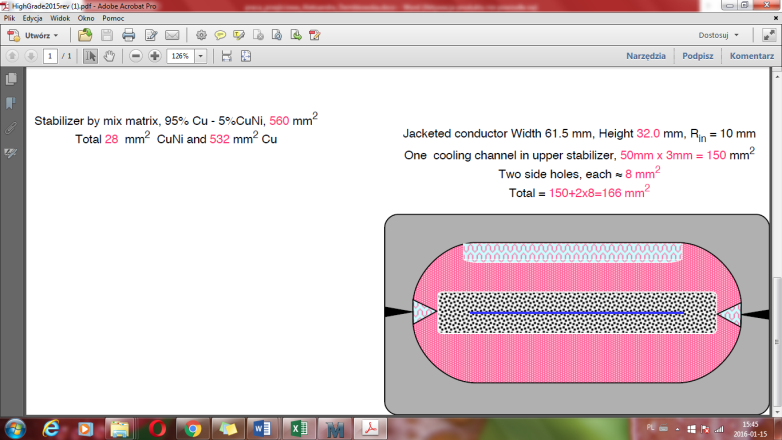 HighGrade2015rev (1).pdf - Adobe Acrobat Pro
Plik Edycja Widok Okno Pomoc
Utwórz
Dostosuj
1 / 1
126%
Narzędzia Podpisz Komentarz
Stabilizer by mix matrix, 95% Cu - 5%CuNi, 560 mm²
Total 28 mm² CuNi and 532 mm² Cu
Jacketed conductor Width 61.5 mm, Height 32.0 mm, Rin = 10 mm
One cooling channel in upper stabilizer, 50mm x 3mm = 150 mm²
Two side holes, each ≈ 8 mm²
Total = 150+2x8=166 mm²
PL
15:45
2016-01-15